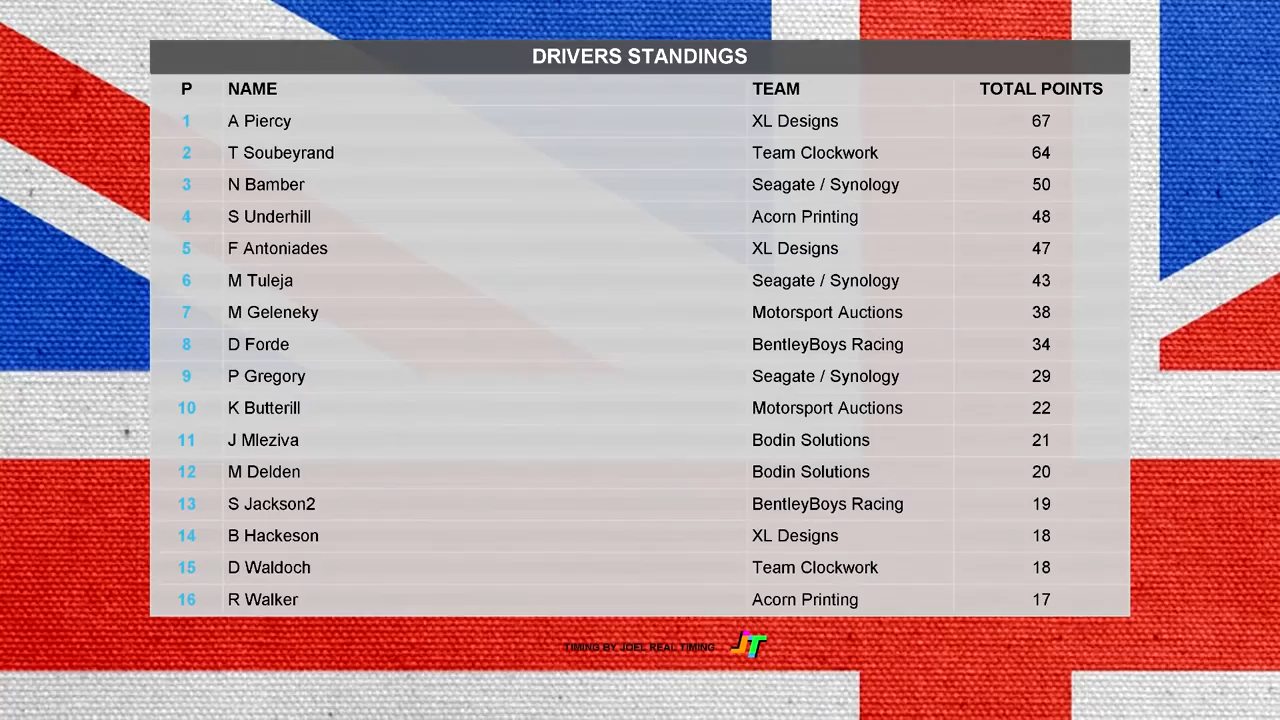 DRIVERS STANDINGS
P NAME TEAM TOTAL POINTS
1 A Piercy XL Designs 67
2 T Soubeyrand Team Clockwork 64
3 N Bamber Seagate / Synology 50
4 S Underhill Acorn Printing 48
5 F Antoniades XL Designs 47
6 M Tuleja Seagate / Synology 43
7 M Geleneky Motorsport Auctions 38
8 D Forde BentleyBoys Racing 34
9 P Gregory Seagate / Synology 29
10 K Butterill Motorsport Auctions 22
11 J Mleziva Bodin Solutions 21
12 M Delden Bodin Solutions 20
13 S Jackson2 BentleyBoys Racing 19
14 B Hackeson XL Designs 18
15 D Waldoch Team Clockwork 18
16 R Walker Acorn Printing 17
TIMING BY JOEL REAL TIMING JT